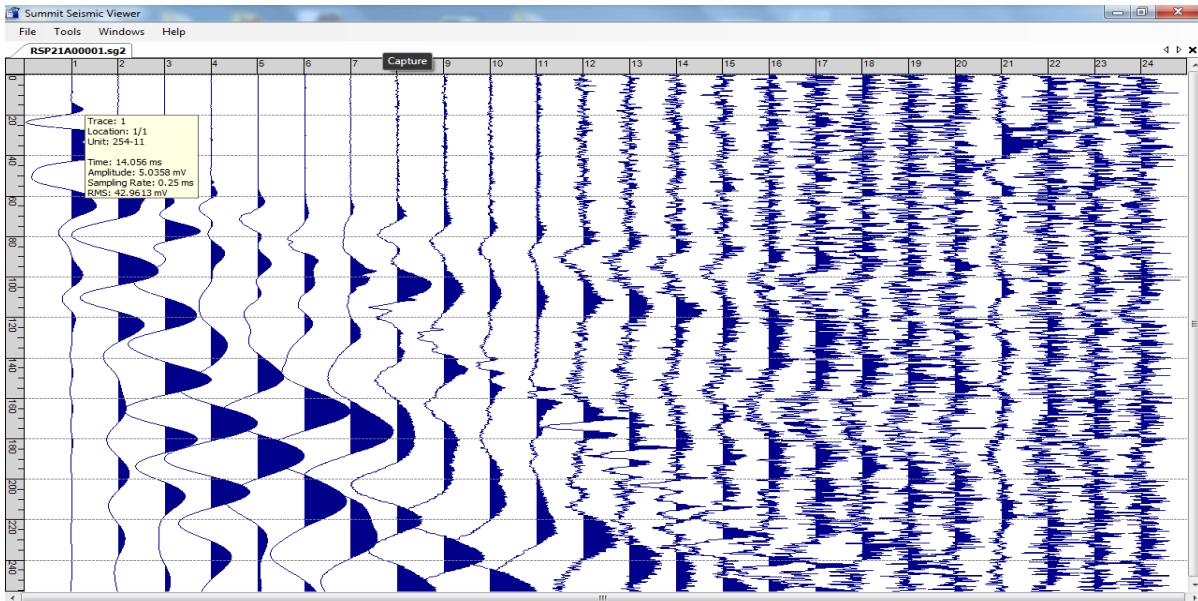 Summit Seismic Viewer
File Tools Windows Help
RSP21A00001.sg2
Capture
1 2 3 4 5 6 7 9 10 11 12 13 14 15 16 17 18 19 20 21 22 23 24
0
20
Trace: 1
Location: 1/1
Unit: 254-11
Time: 14.056 ms
Amplitude: 5.0358 mV
Sampling Rate: 0.25 ms
RMS: 42.9613 mV
40
60
80
100
120
140
160
180
200
220
240